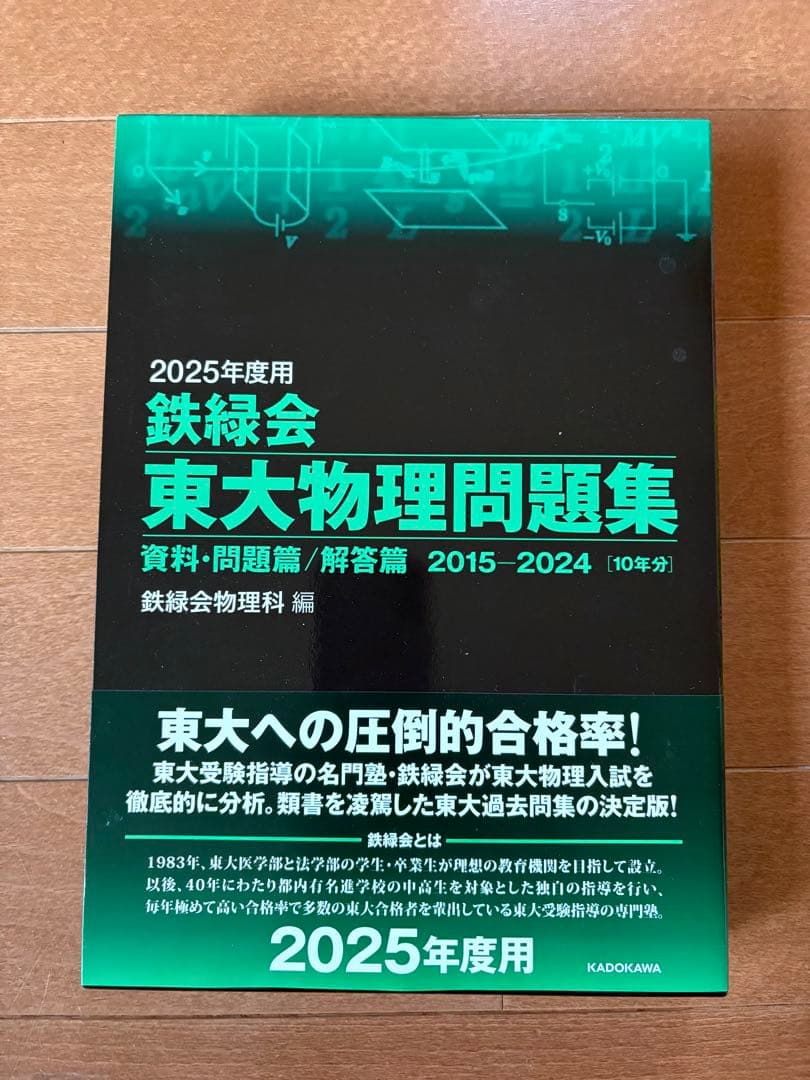 2025年度用
鉄緑会
東大物理問題集
資料・問題篇/解答篇 2015-2024 [10年分]
鉄緑会物理科 編
東大への圧倒的合格率!
東大受験指導の名門塾・鉄緑会が東大物理入試を
徹底的に分析。類書を凌駕した東大過去問集の決定版!
鉄緑会とは
1983年、東大医学部と法学部の学生・卒業生が理想の教育機関を目指して設立。
以後、40年にわたり都内有名進学校の中高生を対象とした独自の指導を行い、
毎年極めて高い合格率で多数の東大合格者を輩出している東大受験指導の専門塾。
2025年度用
KADOKAWA